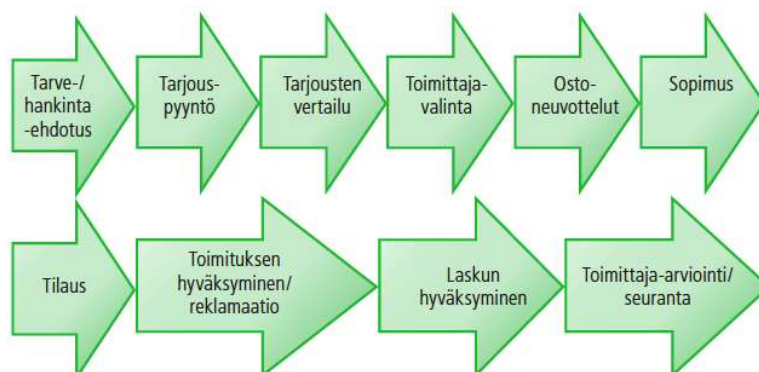 Tarve-/
hankinta
-ehdotus
Tarjous-
pyyntö
Tarjousten
vertailu
Toimittaja-
valinta
Osto-
neuvottelut
Sopimus
Tilaus
Toimituksen
hyväksyminen/
reklamaatio
Laskun
hyväksyminen
Toimittaja-arviointi/
seuranta